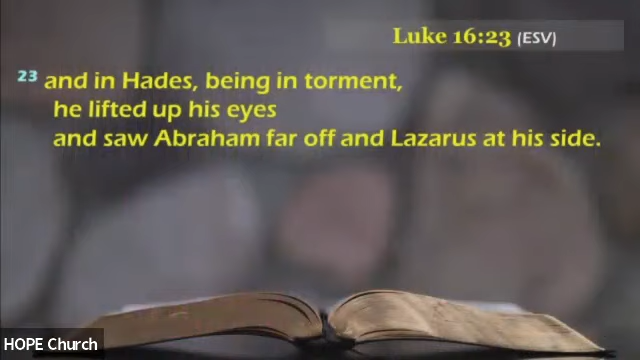 Luke 16:23 (ESV)
23 and in Hades, being in torment,
he lifted up his eyes
and saw Abraham far off and Lazarus at his side.
HOPE Church